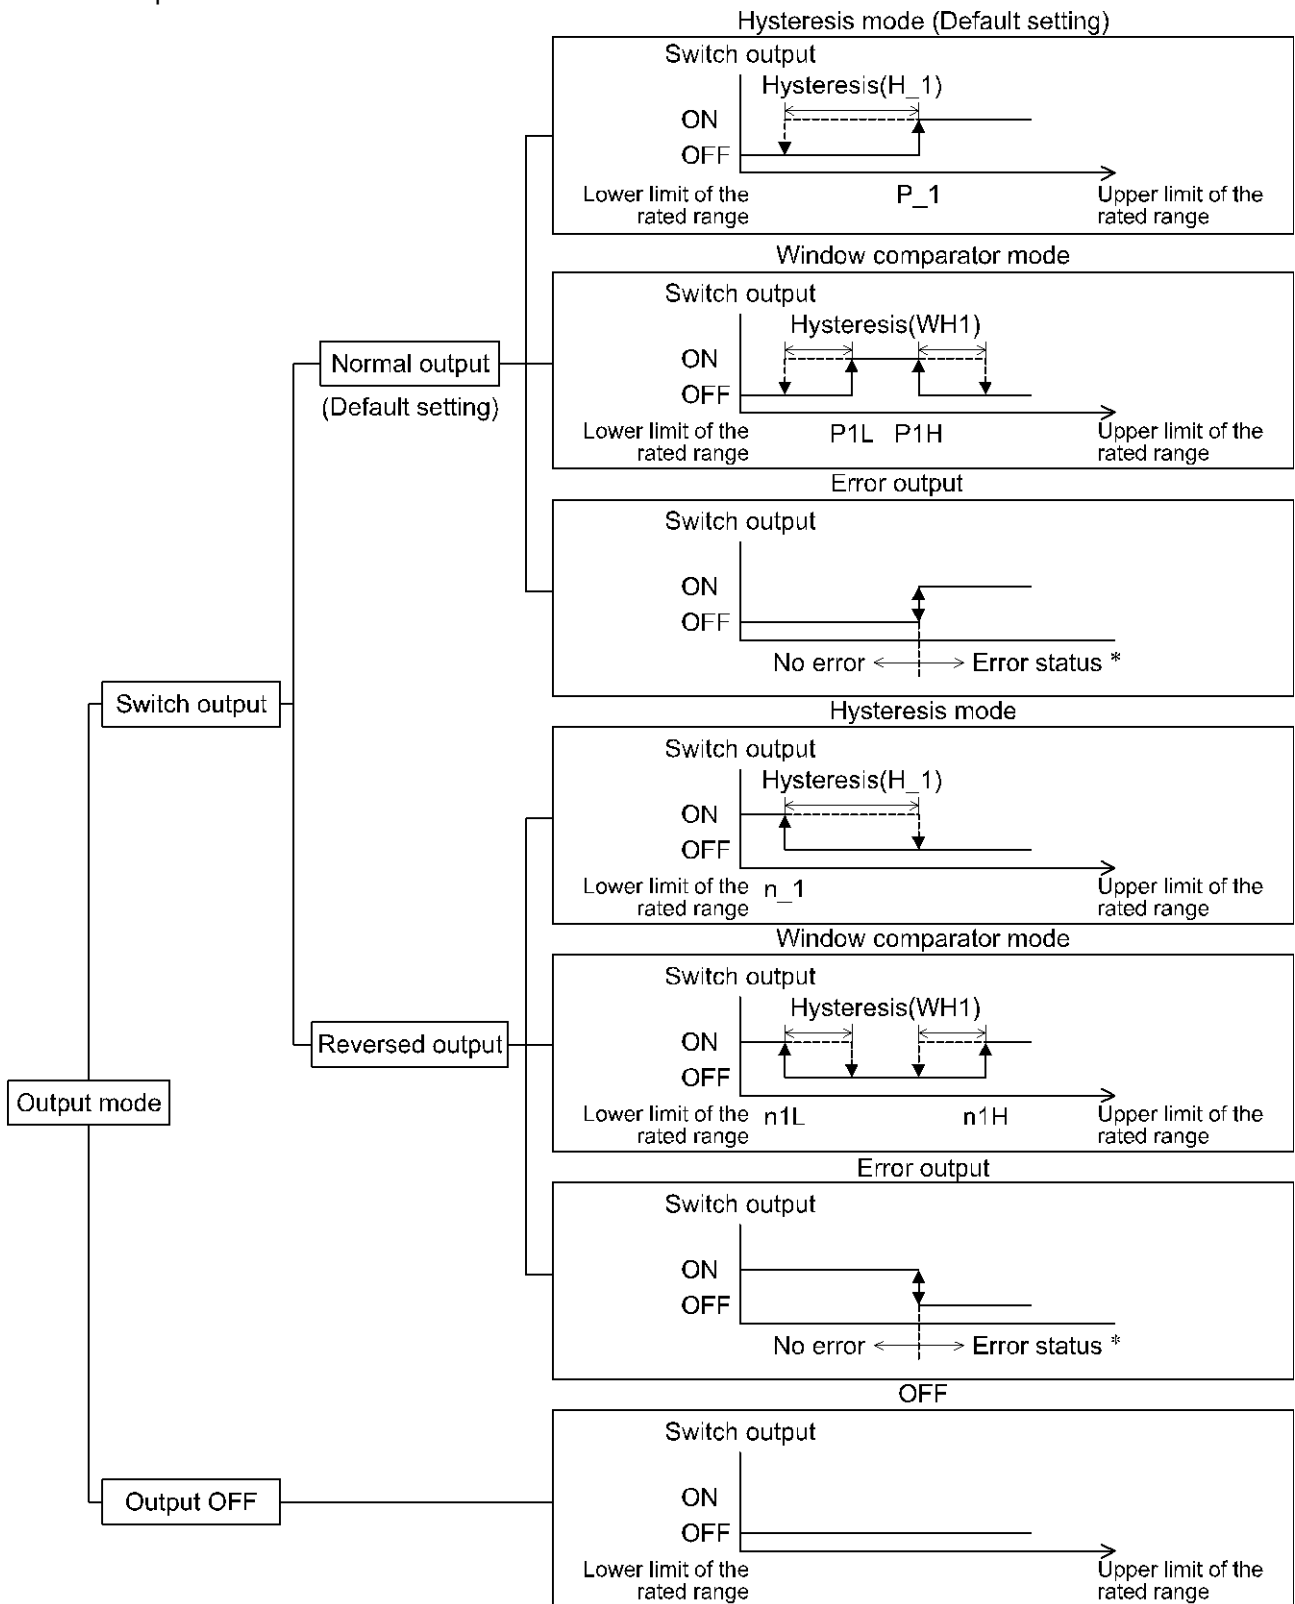 Hysteresis mode (Default setting)
Switch output
Hysteresis(H_1)
ON
OFF
Lower limit of the
rated range
P_1
Upper limit of the
rated range
Window comparator mode
Switch output
Hysteresis(WH1)
ON
OFF
Lower limit of the
rated range
P1L P1H
Upper limit of the
rated range
Normal output
(Default setting)
Error output
Switch output
ON
OFF
No error
Error status *
Switch output
Hysteresis mode
Switch output
Hysteresis(H_1)
ON
OFF
Lower limit of the
rated range
n_1
Upper limit of the
rated range
Window comparator mode
Switch output
Hysteresis(WH1)
ON
OFF
Lower limit of the
rated range
n1L
n1H
Upper limit of the
rated range
Reversed output
Output mode
Error output
Switch output
ON
OFF
No error
Error status *
OFF
Switch output
ON
OFF
Lower limit of the
rated range
Upper limit of the
rated range
Output OFF